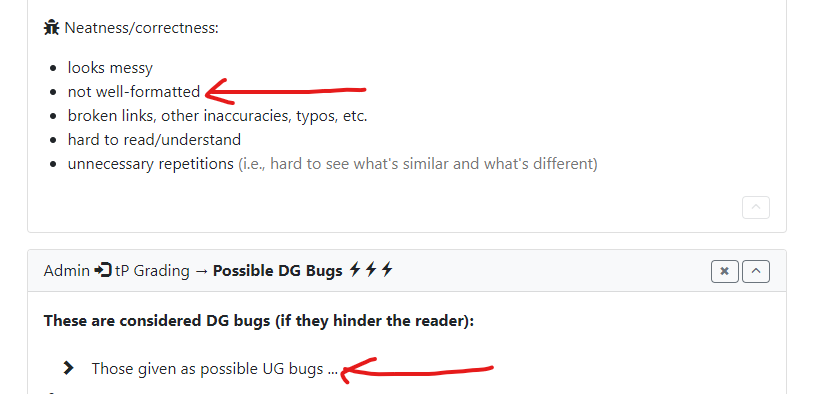 Neatness/correctness:
looks messy
not well-formatted
broken links, other inaccuracies, typos, etc.
hard to read/understand
unnecessary repetitions (i.e., hard to see what's similar and what's different)
Admin tP Grading → Possible DG Bugs
These are considered DG bugs (if they hinder the reader):
Those given as possible UG bugs ...